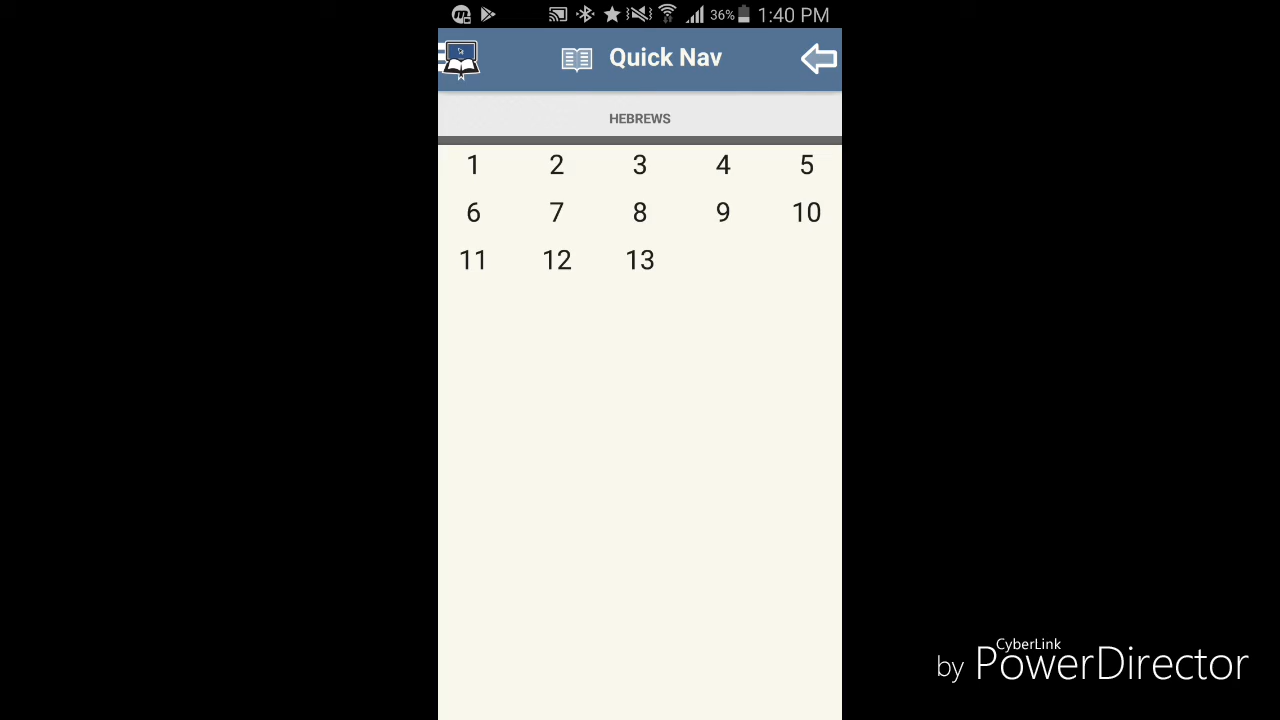 36% 1:40 PM
Quick Nav
HEBREWS
1 2 3 4 5
6 7 8 9 10
11 12 13
CyberLink
by PowerDirector